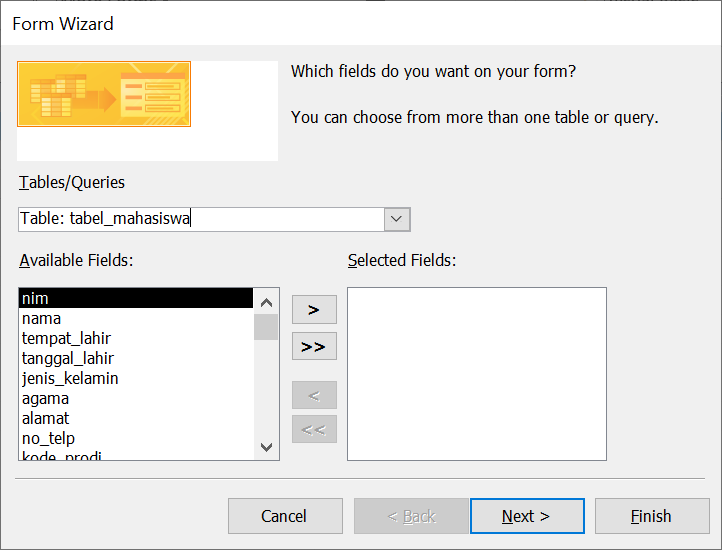 Form Wizard
Which fields do you want on your form?
You can choose from more than one table or query.
Tables/Queries
Table: tabel_mahasiswa
Available Fields:
Selected Fields:
nim
nama
tempat_lahir
tanggal_lahir
jenis_kelamin
agama
alamat
no_telp
kode_prodi
>
>>
<
<<
Cancel
< Back
Next >
Finish